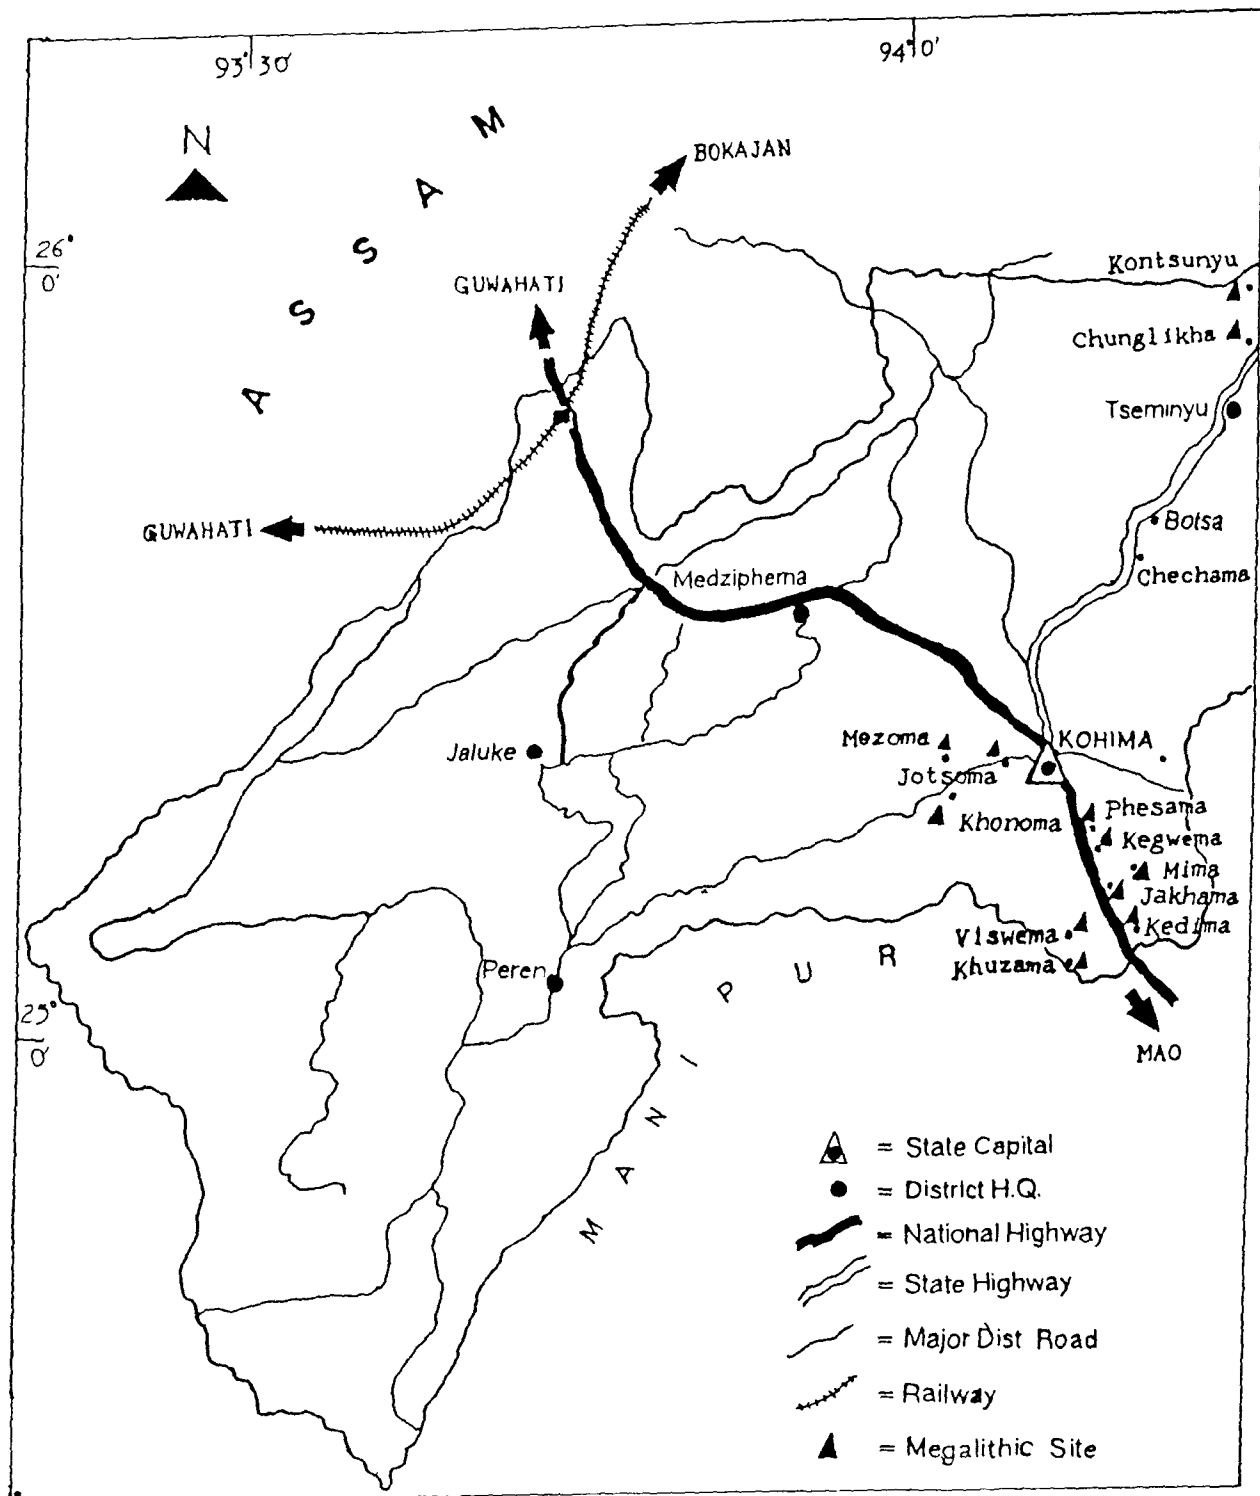 93°30'
94°0'
N
ASSAM
BOKAJAN
26°
0'
GUWAHATI
Kontsunyu
Chunglikha
Tseminyu
GUWAHATI
Botsa
Medziphema
Chechama
Mezoma
KOHIMA
Jaluke
Jotsoma
Phesama
Khonoma
Kegwema
Mima
Jakhama
Kedima
Viswema
Khuzama
Peren
25°
0'
MANIPUR
MAO
= State Capital
= District H.Q.
= National Highway
= State Highway
= Major Dist Road
= Railway
= Megalithic Site